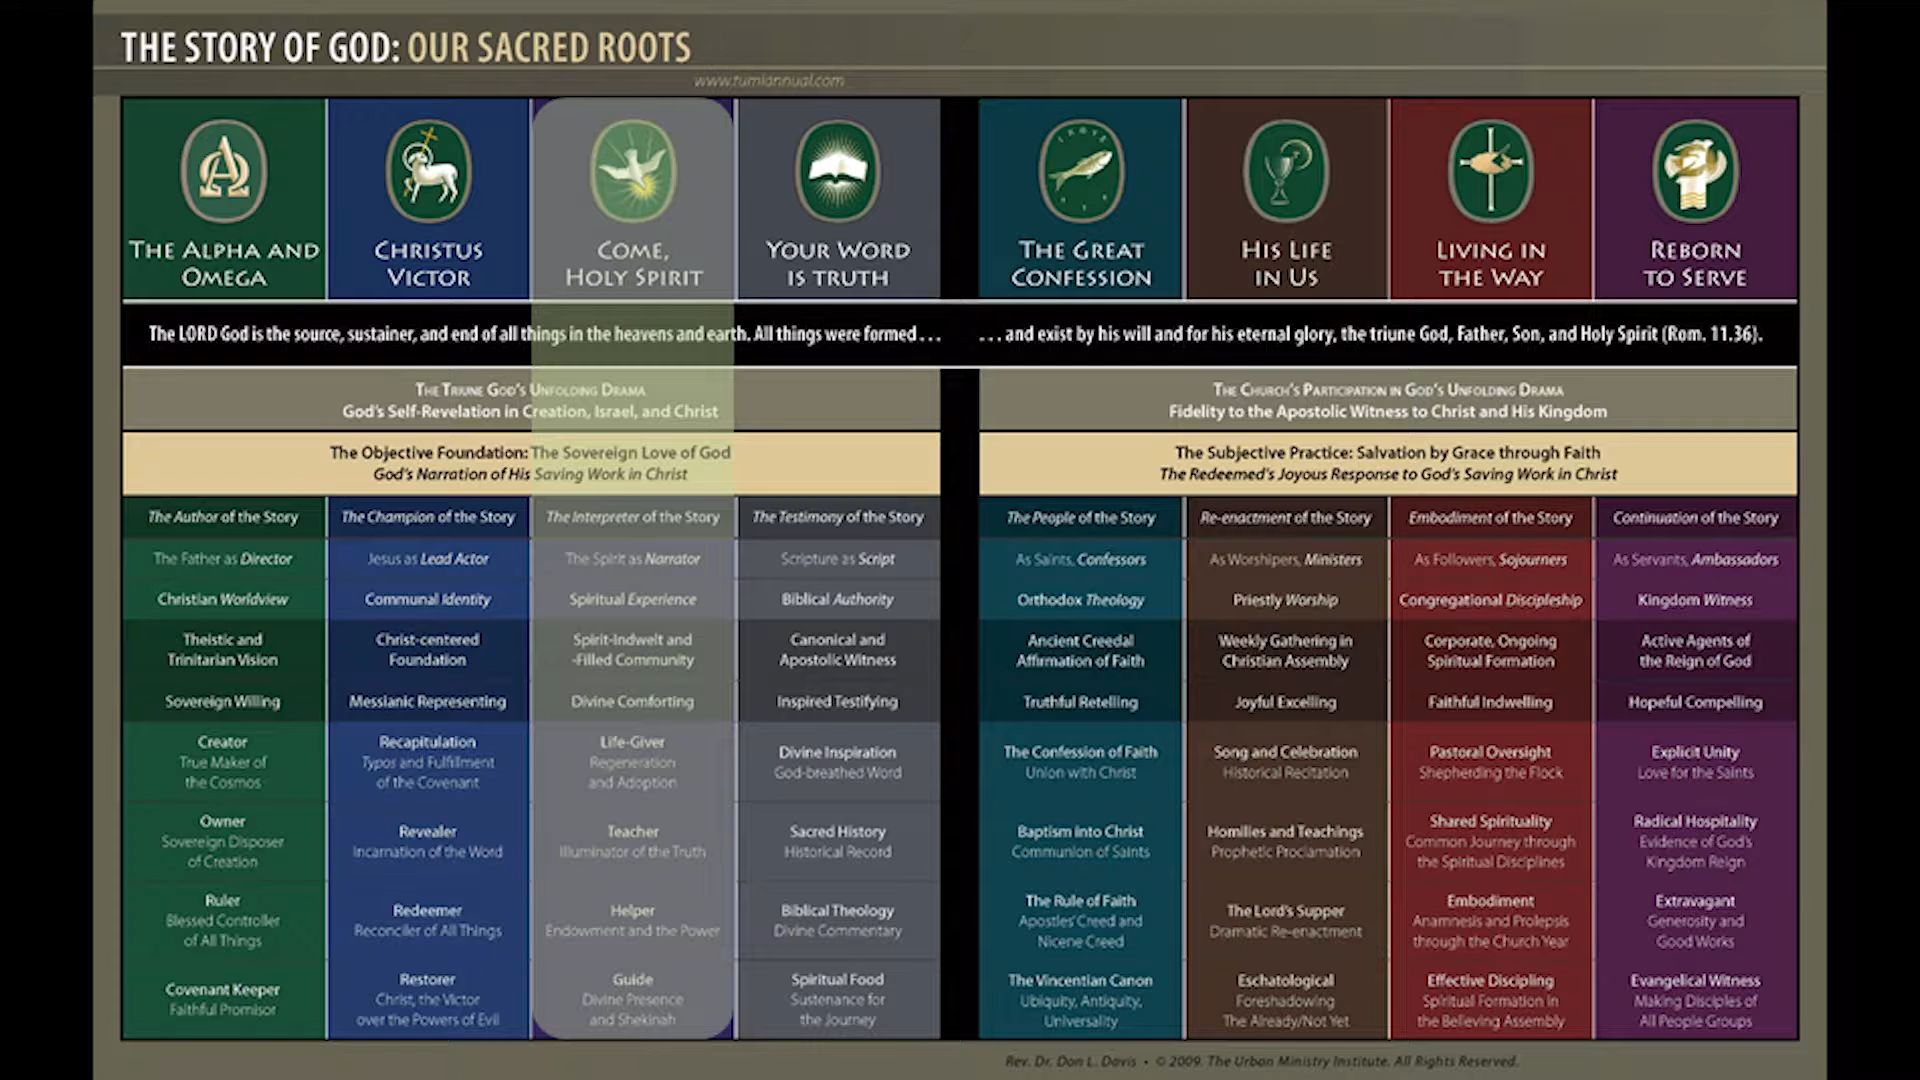 THE STORY OF GOD: OUR SACRED ROOTS
www.tumiannual.com
THE ALPHA AND
OMEGA
CHRISTUS
VICTOR
COME,
HOLY SPIRIT
YOUR WORD
IS TRUTH
THE GREAT
CONFESSION
HIS LIFE
IN US
LIVING IN
THE WAY
REBORN
TO SERVE
The LORD God is the source, sustainer, and end of all things in the heavens and earth. All things were formed . . .
. . . and exist by his will and for his eternal glory, the triune God, Father, Son, and Holy Spirit (Rom. 11.36).
THE TRIUNE GOD'S UNFOLDING DRAMA
God's Self-Revelation in Creation, Israel, and Christ
THE CHURCH'S PARTICIPATION IN GOD'S UNFOLDING DRAMA
Fidelity to the Apostolic Witness to Christ and His Kingdom
The Objective Foundation: The Sovereign Love of God
God's Narration of His Saving Work in Christ
The Subjective Practice: Salvation by Grace through Faith
The Redeemed's Joyous Response to God's Saving Work in Christ
The Author of the Story
The Champion of the Story
The Interpreter of the Story
The Testimony of the Story
The People of the Story
Re-enactment of the Story
Embodiment of the Story
Continuation of the Story
The Father as Director
Jesus as Lead Actor
The Spirit as Narrator
Scripture as Script
As Saints, Confessors
As Worshipers, Ministers
As Followers, Sojourners
As Servants, Ambassadors
Christian Worldview
Communal Identity
Spiritual Experience
Biblical Authority
Orthodox Theology
Priestly Worship
Congregational Discipleship
Kingdom Witness
Theistic and
Trinitarian Vision
Christ-centered
Foundation
Spirit-Indwelt and
-Filled Community
Canonical and
Apostolic Witness
Ancient Creedal
Affirmation of Faith
Weekly Gathering in
Christian Assembly
Corporate, Ongoing
Spiritual Formation
Active Agents of
the Reign of God
Sovereign Willing
Messianic Representing
Divine Comforting
Inspired Testifying
Truthful Retelling
Joyful Excelling
Faithful Indwelling
Hopeful Compelling
Creator
True Maker of
the Cosmos
Recapitulation
Typos and Fulfillment
of the Covenant
Life-Giver
Regeneration
and Adoption
Divine Inspiration
God-breathed Word
The Confession of Faith
Union with Christ
Song and Celebration
Historical Recitation
Pastoral Oversight
Shepherding the Flock
Explicit Unity
Love for the Saints
Owner
Sovereign Disposer
of Creation
Revealer
Incarnation of the Word
Teacher
Illuminator of the Truth
Sacred History
Historical Record
Baptism into Christ
Communion of Saints
Homilies and Teachings
Prophetic Proclamation
Shared Spirituality
Common Journey through
the Spiritual Disciplines
Radical Hospitality
Evidence of God's
Kingdom Reign
Ruler
Blessed Controller
of All Things
Redeemer
Reconciler of All Things
Helper
Endowment and the Power
Biblical Theology
Divine Commentary
The Rule of Faith
Apostles' Creed and
Nicene Creed
The Lord's Supper
Dramatic Re-enactment
Embodiment
Anamnesis and Prolepsis
through the Church Year
Extravagant
Generosity and
Good Works
Covenant Keeper
Faithful Promisor
Restorer
Christ, the Victor
over the Powers of Evil
Guide
Divine Presence
and Shekinah
Spiritual Food
Sustenance for
the Journey
The Vincentian Canon
Ubiquity, Antiquity,
Universality
Eschatological
Foreshadowing
The Already/Not Yet
Effective Discipling
Spiritual Formation in
the Believing Assembly
Evangelical Witness
Making Disciples of
All People Groups
Rev. Dr. Don L. Davis • © 2009. The Urban Ministry Institute. All Rights Reserved.